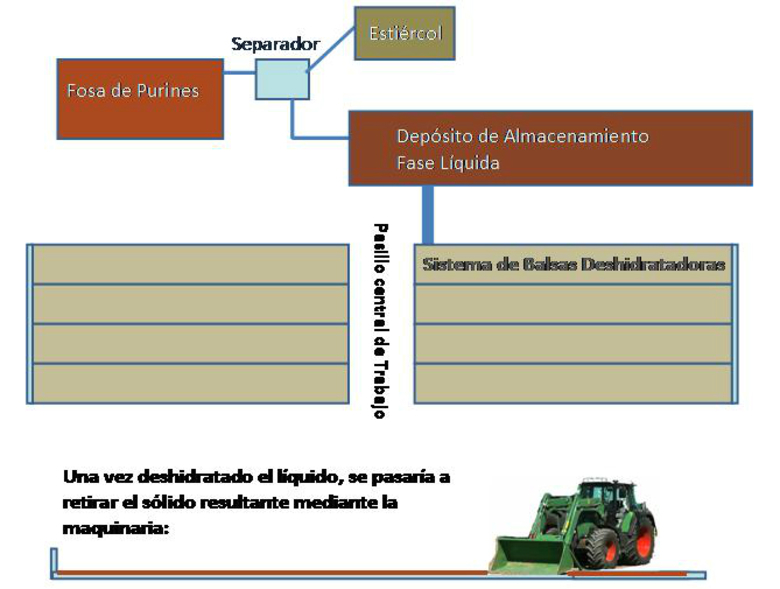 Estiércol
Separador
Fosa de Purines
Depósito de Almacenamiento
Fase Líquida
Pasillo central de Trabajo
Sistema de Balsas Deshidratadoras
Una vez deshidratado el líquido, se pasaría a
retirar el sólido resultante mediante la
maquinaria: